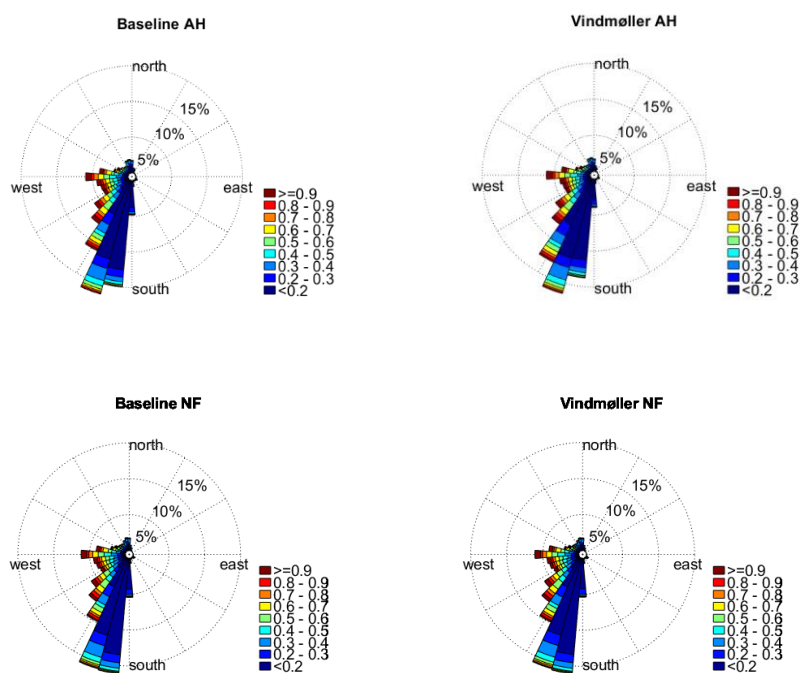 Baseline AH
north
15%
10%
5%
west
east
south
>=0.9
0.8 - 0.9
0.7 - 0.8
0.6 - 0.7
0.5 - 0.6
0.4 - 0.5
0.3 - 0.4
0.2 - 0.3
<0.2
Vindmøller AH
north
15%
10%
5%
west
east
south
>=0.9
0.8 - 0.9
0.7 - 0.8
0.6 - 0.7
0.5 - 0.6
0.4 - 0.5
0.3 - 0.4
0.2 - 0.3
<0.2
Baseline NF
north
15%
10%
5%
west
east
south
>=0.9
0.8 - 0.9
0.7 - 0.8
0.6 - 0.7
0.5 - 0.6
0.4 - 0.5
0.3 - 0.4
0.2 - 0.3
<0.2
Vindmøller NF
north
15%
10%
5%
west
east
south
>=0.9
0.8 - 0.9
0.7 - 0.8
0.6 - 0.7
0.5 - 0.6
0.4 - 0.5
0.3 - 0.4
0.2 - 0.3
<0.2